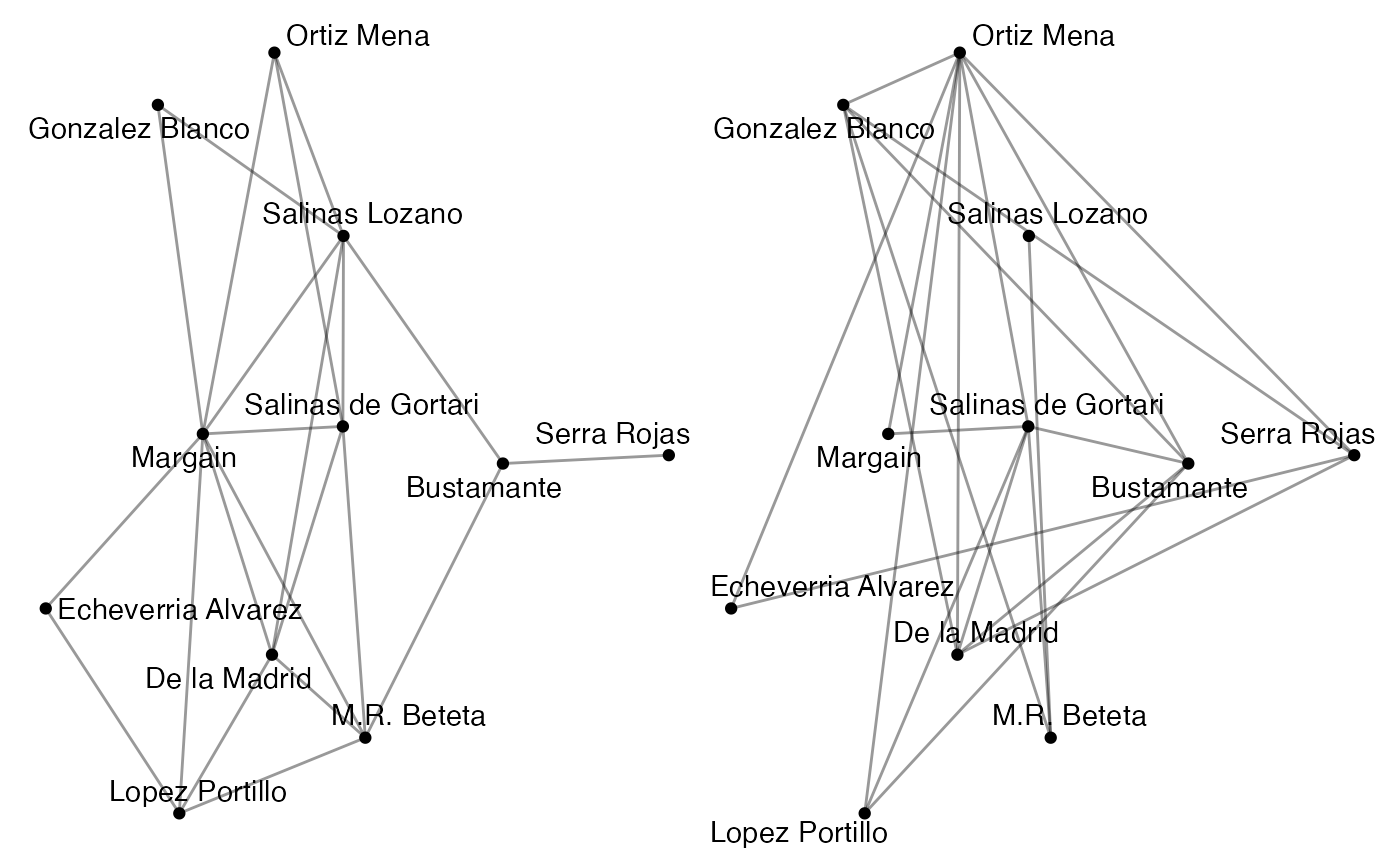 Ortiz Mena
Gonzalez Blanco
Salinas Lozano
Salinas de Gortari
Serra Rojas
Margain
Bustamante
Echeverria Alvarez
De la Madrid
M.R. Beteta
Lopez Portillo
Ortiz Mena
Gonzalez Blanco
Salinas Lozano
Salinas de Gortari
Serra Rojas
Margain
Bustamante
Echeverria Alvarez
De la Madrid
M.R. Beteta
Lopez Portillo